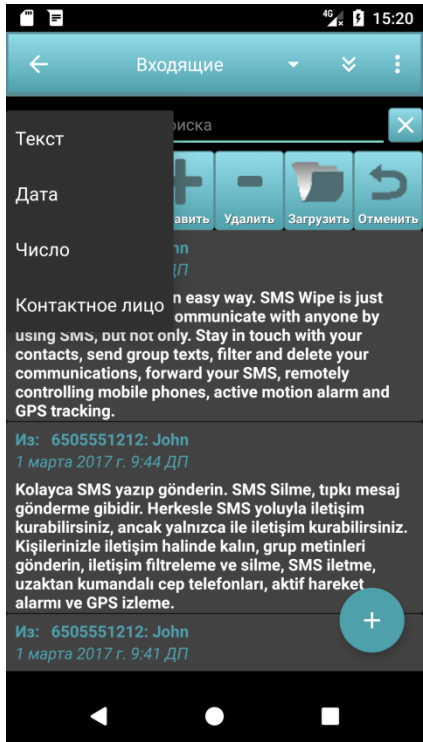 4G 15:20
Входящие
Текст
Дата
Число
Контактное лицо
иска
авить Удалить Загрузить Отменить
hn
ДП
n easy way. SMS Wipe is just
ommunicate with anyone by
using SMS, but not only. Stay in touch with your
contacts, send group texts, filter and delete your
communications, forward your SMS, remotely
controlling mobile phones, active motion alarm and
GPS tracking.
Из: 6505551212: John
1 марта 2017 г. 9:44 ДП
Kolayca SMS yazıp gönderin. SMS Silme, tıpkı mesaj
gönderme gibidir. Herkesle SMS yoluyla iletişim
kurabilirsiniz, ancak yalnızca ile iletişim kurabilirsiniz.
Kişilerinizle iletişim halinde kalın, grup metinleri
gönderin, iletişim filtreleme ve silme, SMS iletme,
uzaktan kumandalı cep telefonları, aktif hareket
alarmı ve GPS izleme.
Из: 6505551212: John
1 марта 2017 г. 9:41 ДП